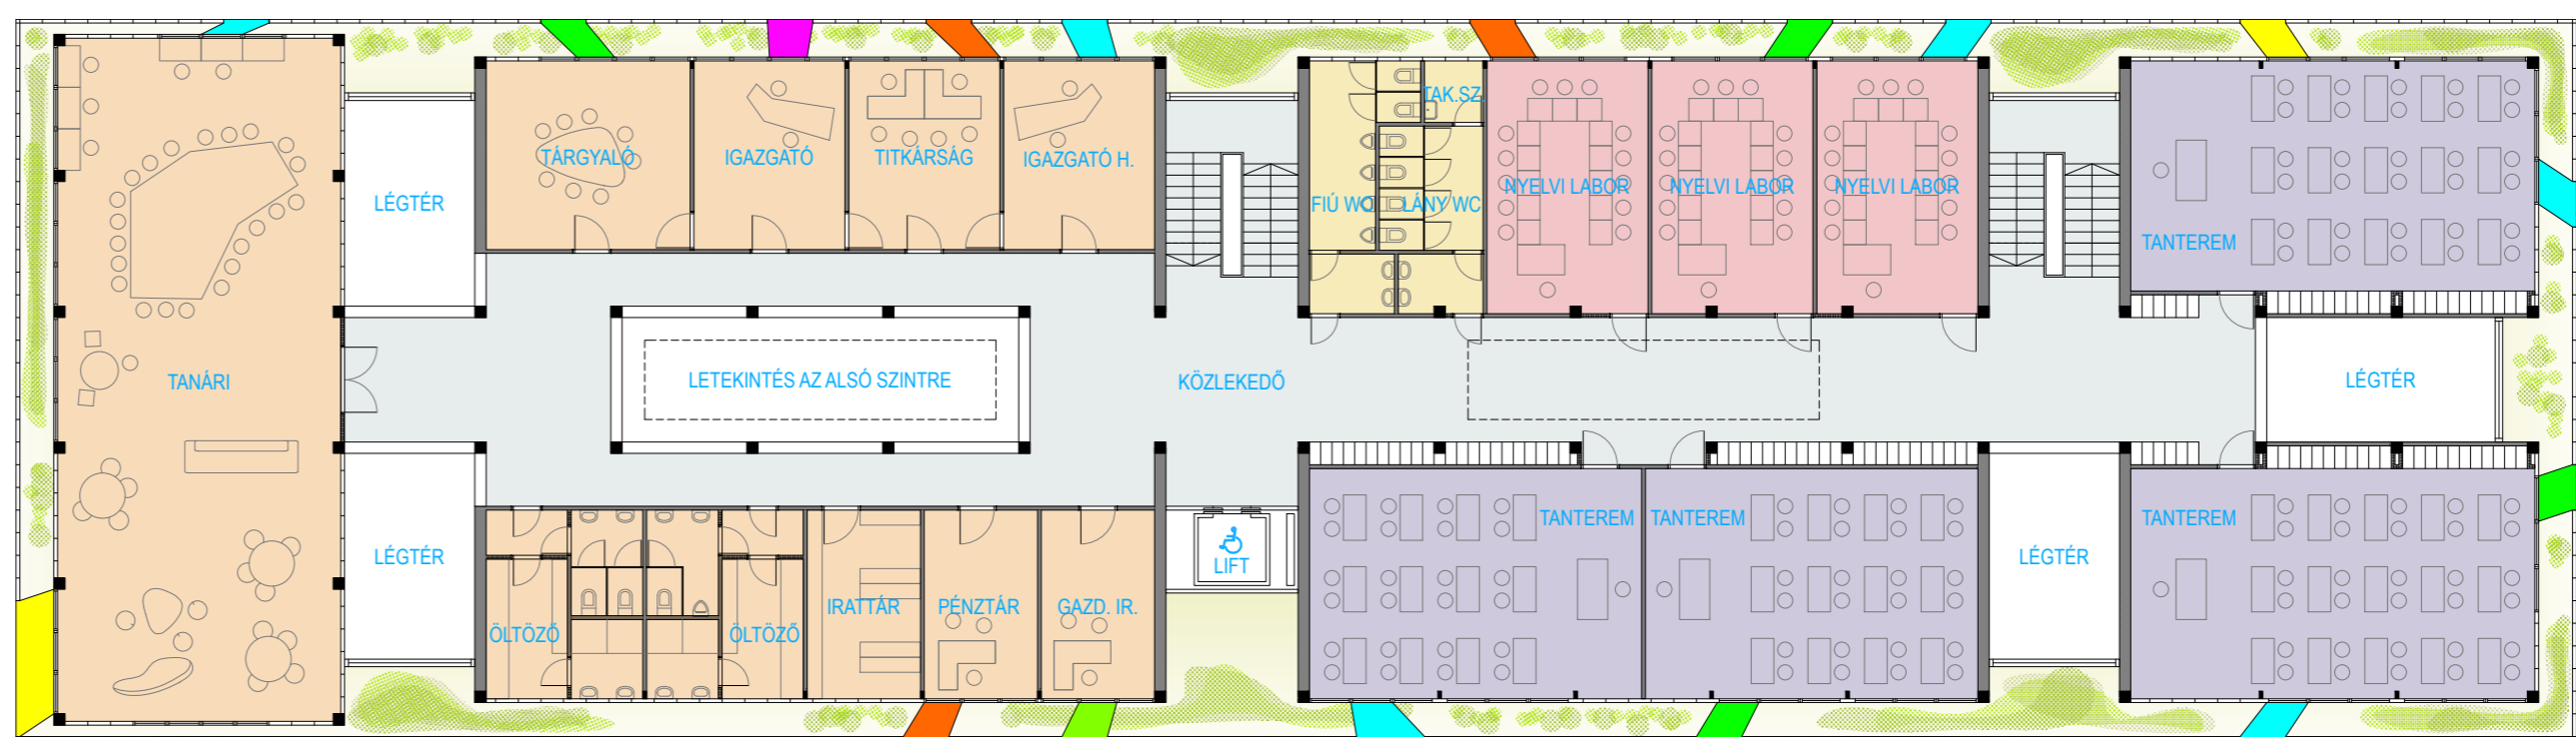 TAK.SZ.
TÁRGYALÓ
IGAZGATÓ
TITKÁRSÁG
IGAZGATÓ H.
NYELVI LABOR
NYELVI LABOR
NYELVI LABOR
LÉGTÉR
FIÚ WC
LÁNY WC
TANTEREM
TANÁRI
LETEKINTÉS AZ ALSÓ SZINTRE
KÖZLEKEDŐ
LÉGTÉR
TANTEREM
TANTEREM
TANTEREM
LÉGTÉR
LIFT
LÉGTÉR
ÖLTÖZŐ
ÖLTÖZŐ
IRATTÁR
PÉNZTÁR
GAZD. IR.